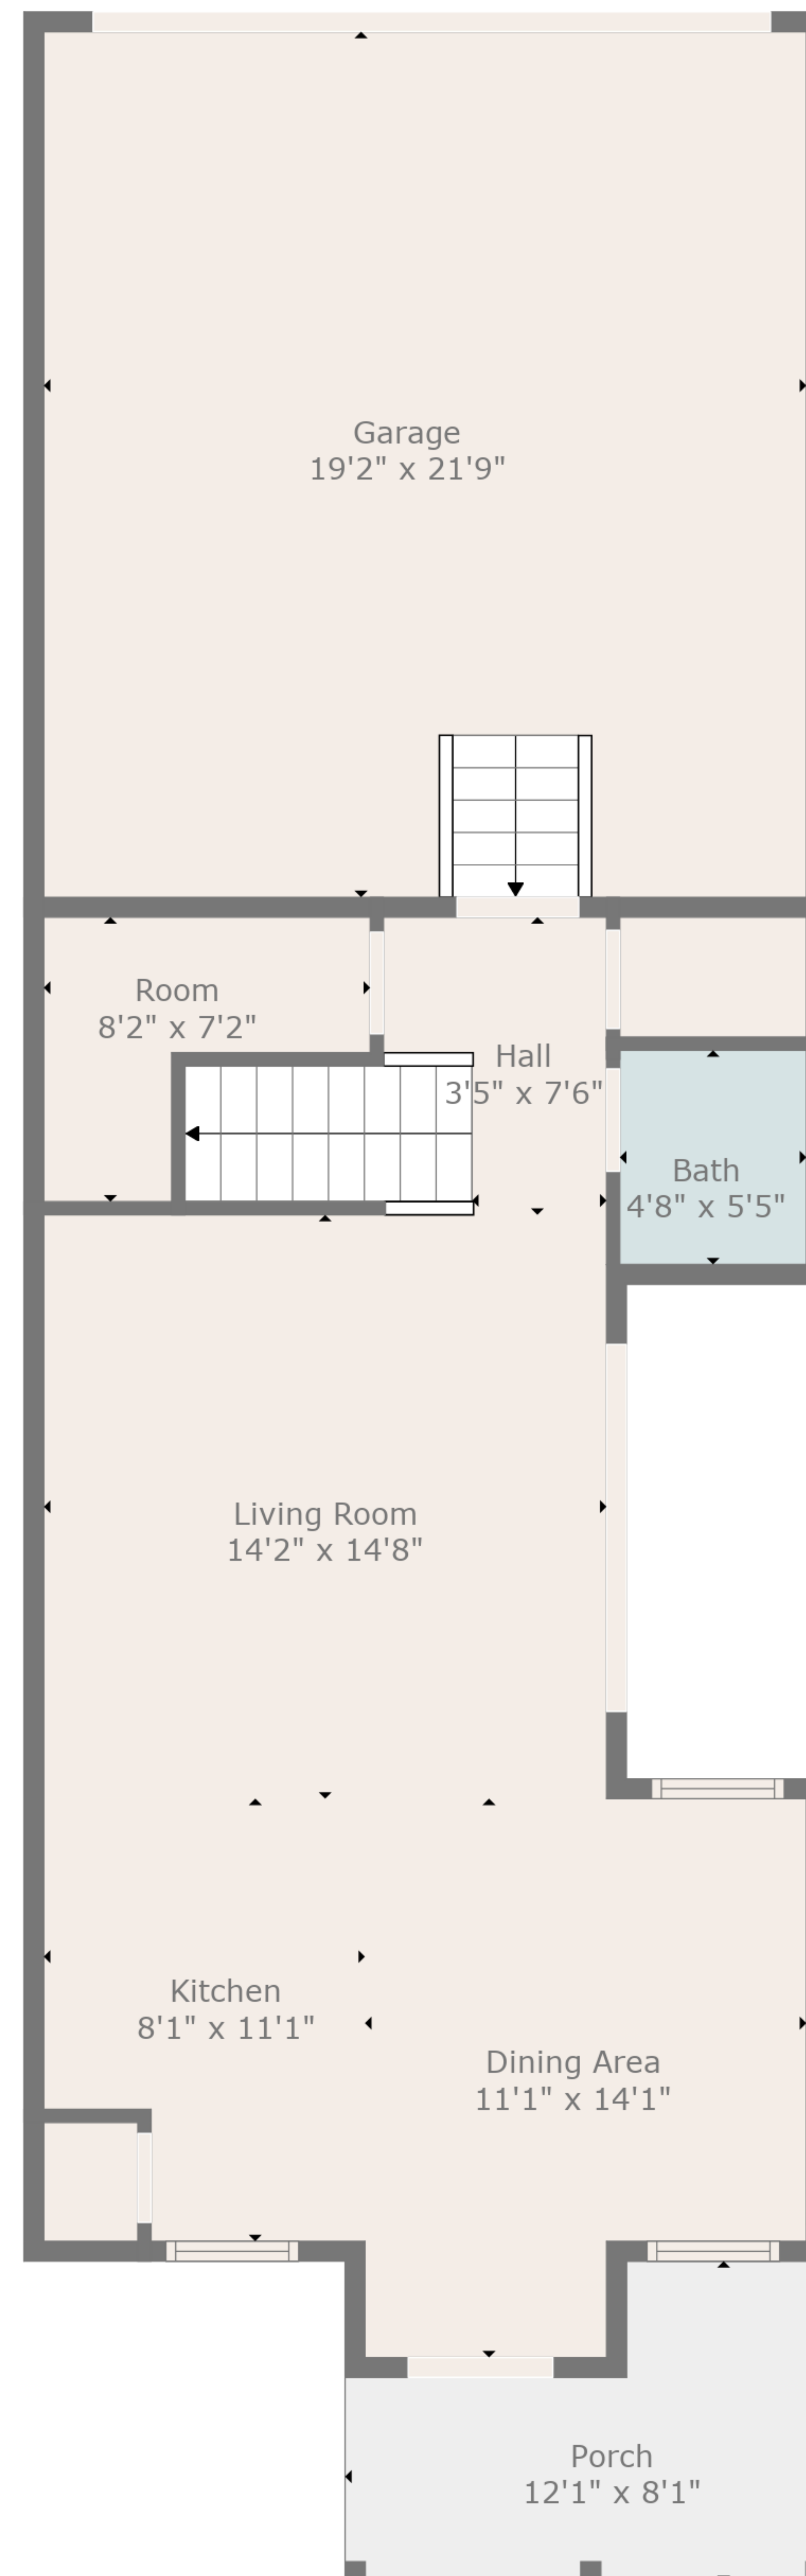 Garage
19'2" x 21'9"
Room
8'2" x 7'2"
Hall
3'5" x 7'6"
Bath
4'8" x 5'5"
Living Room
14'2" x 14'8"
Kitchen
8'1" x 11'1"
Dining Area
11'1" x 14'1"
Porch
12'1" x 8'1"